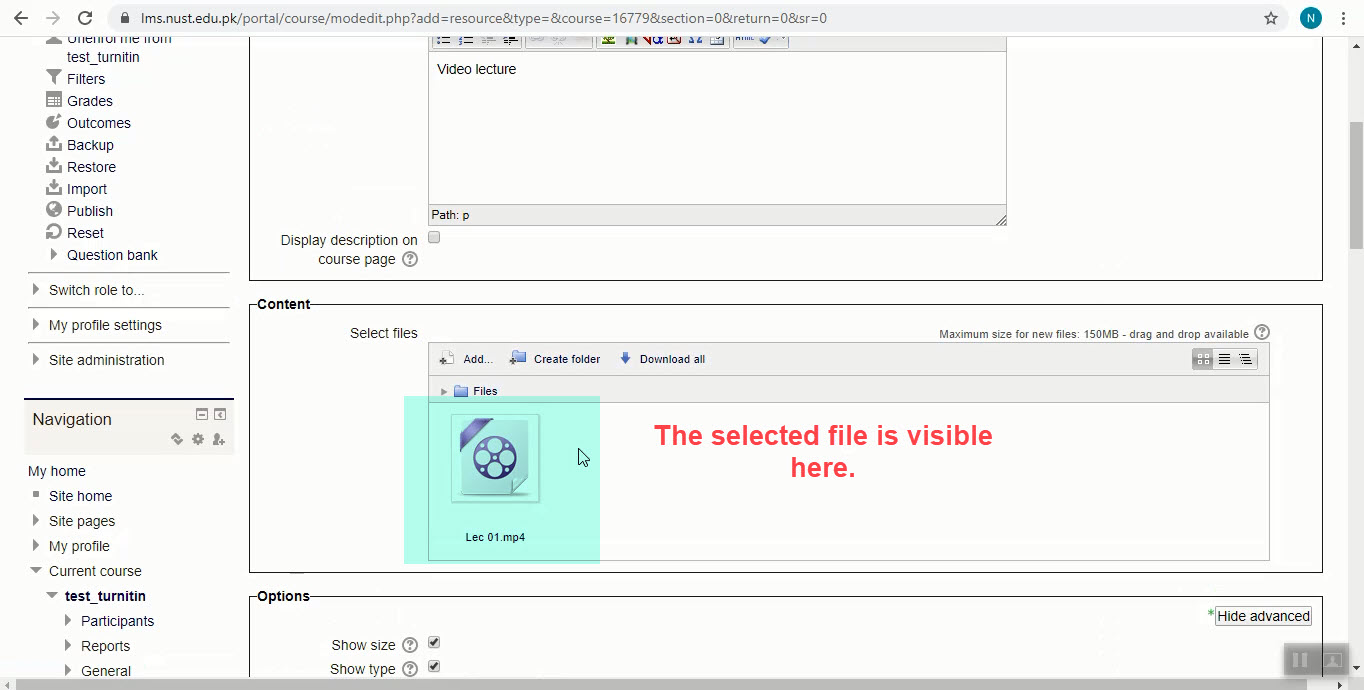 lms.nust.edu.pk/portal/course/modedit.php?add=resource&type=&course=16779&section=0&return=0&sr=0
N
Unenrol me from
test_turnitin
Filters
Grades
Outcomes
Backup
Restore
Import
Publish
Reset
Question bank
Switch role to...
My profile settings
Site administration
Navigation
My home
Site home
Site pages
My profile
Current course
test_turnitin
Participants
Reports
General
HTML
Video lecture
Path: p
Display description on
course page
Content
Select files
Maximum size for new files: 150MB - drag and drop available
Add...
Create folder
Download all
Files
Lec 01.mp4
The selected file is visible
here.
Options
* Hide advanced
Show size
Show type